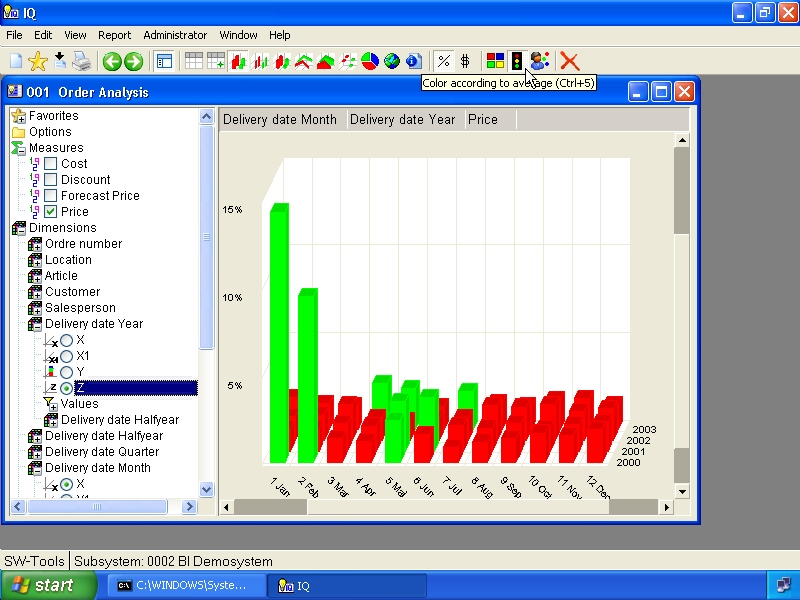 IQ
File Edit View Report Administrator Window Help
% $
Color according to average (Ctrl+5)
001 Order Analysis
Favorites
Options
Measures
Cost
Discount
Forecast Price
Price
Dimensions
Ordre number
Location
Article
Customer
Salesperson
Delivery date Year
X
X1
Y
Z
Values
Delivery date Halfyear
Delivery date Halfyear
Delivery date Quarter
Delivery date Month
X
Delivery date Month Delivery date Year Price
15%
10%
5%
2003
2002
2001
2000
1 Jan 2 Feb 3 Mar 4 Apr 5 Maj 6 Jun 7 Jul 8 Aug 9 Sep 10 Oct 11 Nov 12 Dec
SW-Tools Subsystem: 0002 BI Demosystem
start C:\WINDOWS\Syste... IQ